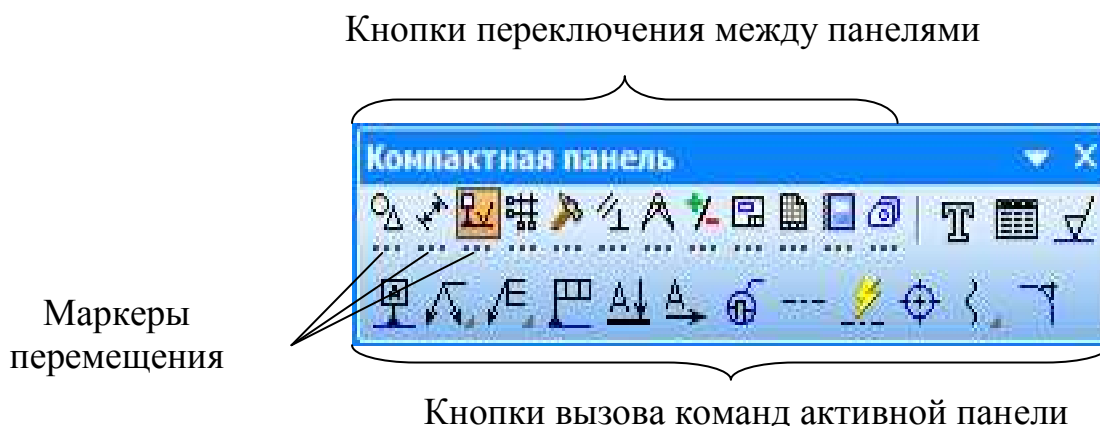 Кнопки переключения между панелями
Компактная панель
Маркеры
перемещения
Кнопки вызова команд активной панели